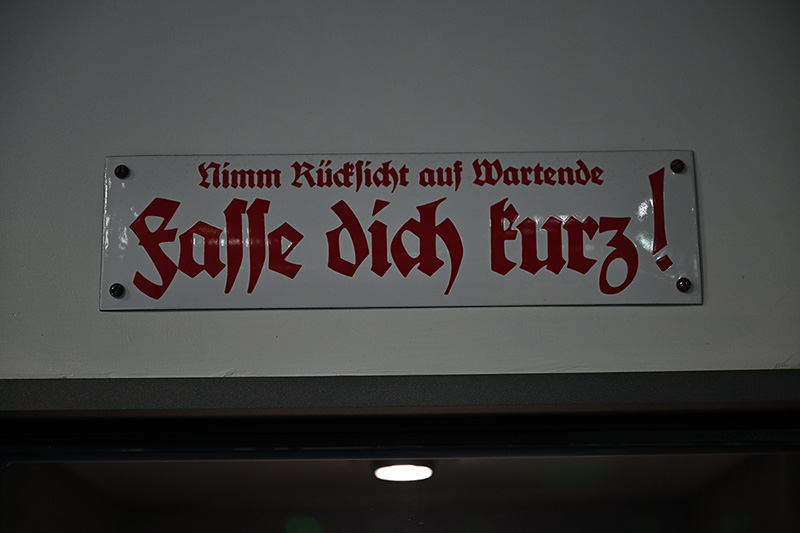 Nimm Rückſicht auf Wartende
Faſſe dich kurz!